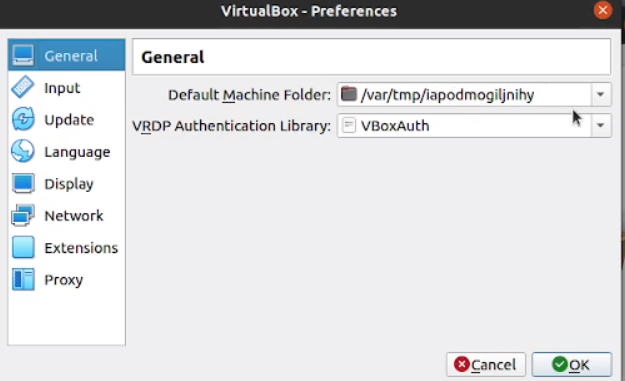 VirtualBox - Preferences
General
Input
Update
Language
Display
Network
Extensions
Proxy
General
Default Machine Folder: /var/tmp/iapodmogiljnihy
VRDP Authentication Library: VBoxAuth
Cancel OK